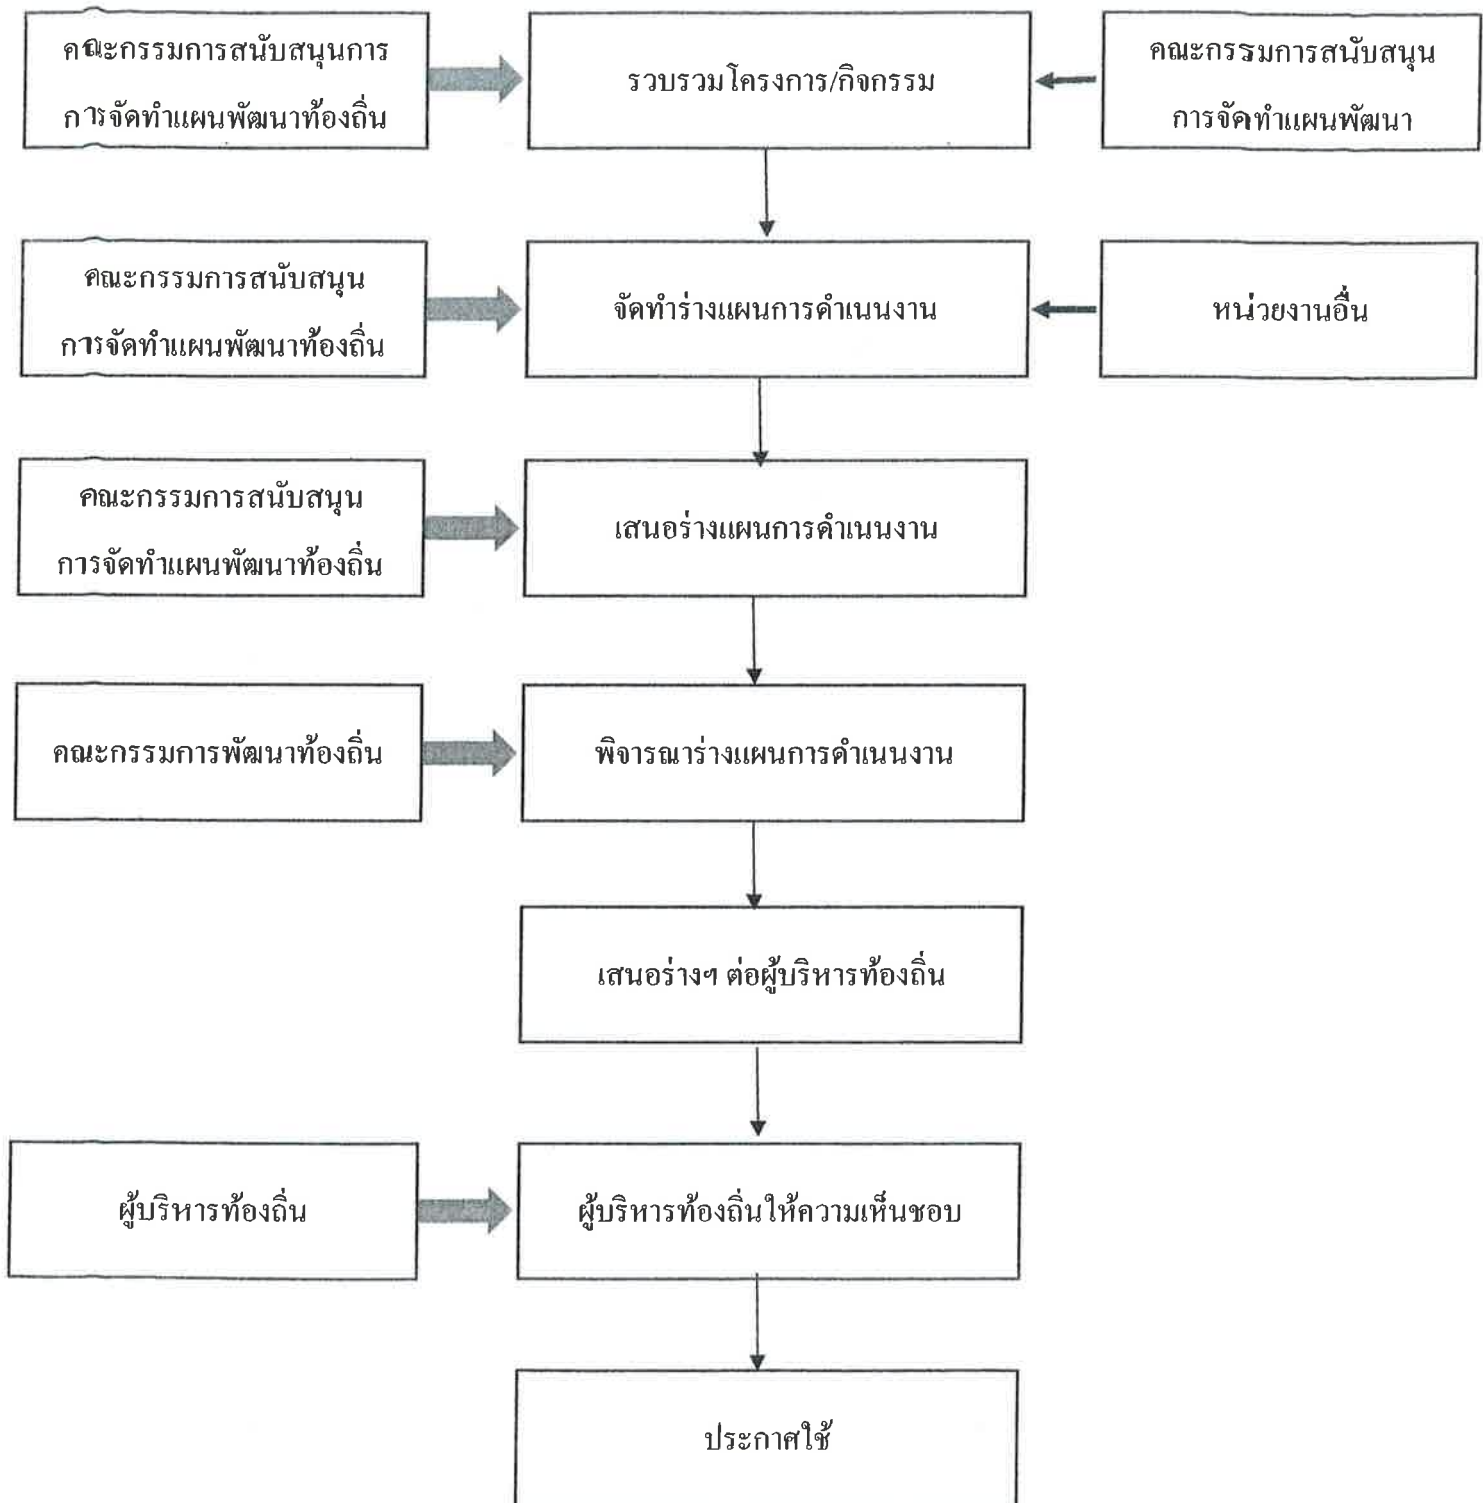 คณะกรรมการสนับสนุนการ
การจัดทำแผนพัฒนาท้องถิ่น
รวบรวมโครงการ/กิจกรรม
คณะกรรมการสนับสนุน
การจัดทำแผนพัฒนา
คณะกรรมการสนับสนุน
การจัดทำแผนพัฒนาท้องถิ่น
จัดทำร่างแผนการดำเนนงาน
หน่วยงานอื่น
คณะกรรมการสนับสนุน
การจัดทำแผนพัฒนาท้องถิ่น
เสนอร่างแผนการดำเนนงาน
คณะกรรมการพัฒนาท้องถิ่น
พิจารณาร่างแผนการดำเนนงาน
เสนอร่างฯ ต่อผู้บริหารท้องถิ่น
ผู้บริหารท้องถิ่น
ผู้บริหารท้องถิ่นให้ความเห็นชอบ
ประกาศใช้